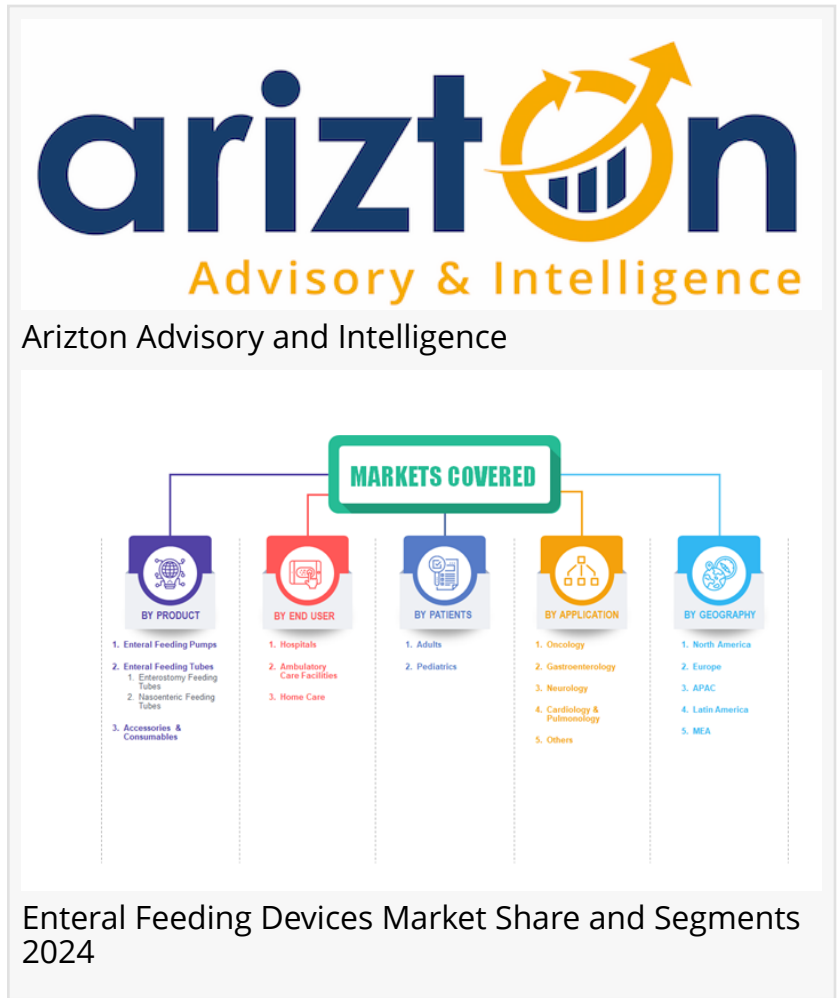 arizton
Advisory & Intelligence
Arizton Advisory and Intelligence
MARKETS COVERED
BY PRODUCT
1. Enteral Feeding Pumps
2. Enteral Feeding Tubes
1. Enterostomy Feeding
Tubes
2. Nasoenteric Feeding
Tubes
3. Accessories &
Consumables
BY END USER
1. Hospitals
2. Ambulatory
Care Facilities
3. Home Care
BY PATIENTS
1. Adults
2. Pediatrics
BY APPLICATION
1. Oncology
2. Gastroenterology
3. Neurology
4. Cardiology &
Pulmonology
5. Others
BY GEOGRAPHY
1. North America
2. Europe
3. APAC
4. Latin America
5. MEA
Enteral Feeding Devices Market Share and Segments
2024